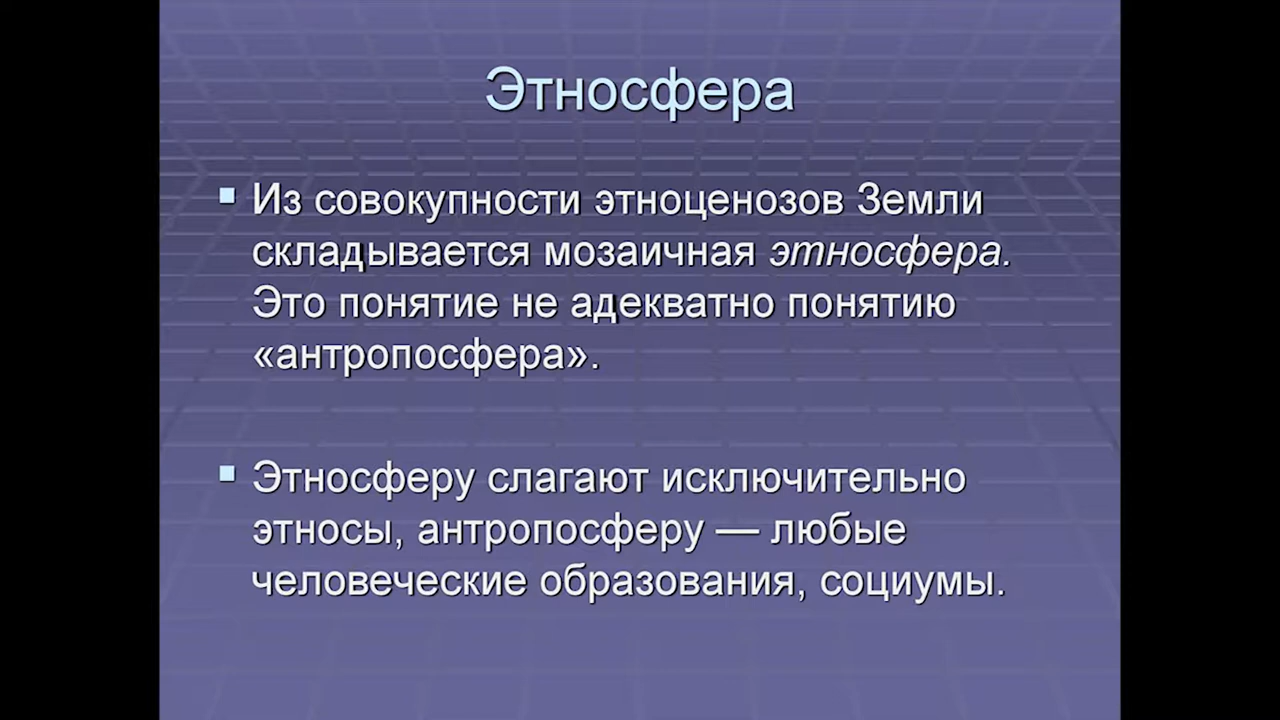 Этносфера
Из совокупности этноценозов Земли
складывается мозаичная этносфера.
Это понятие не адекватно понятию
«антропосфера».
Этносферу слагают исключительно
этносы, антропосферу — любые
человеческие образования, социумы.